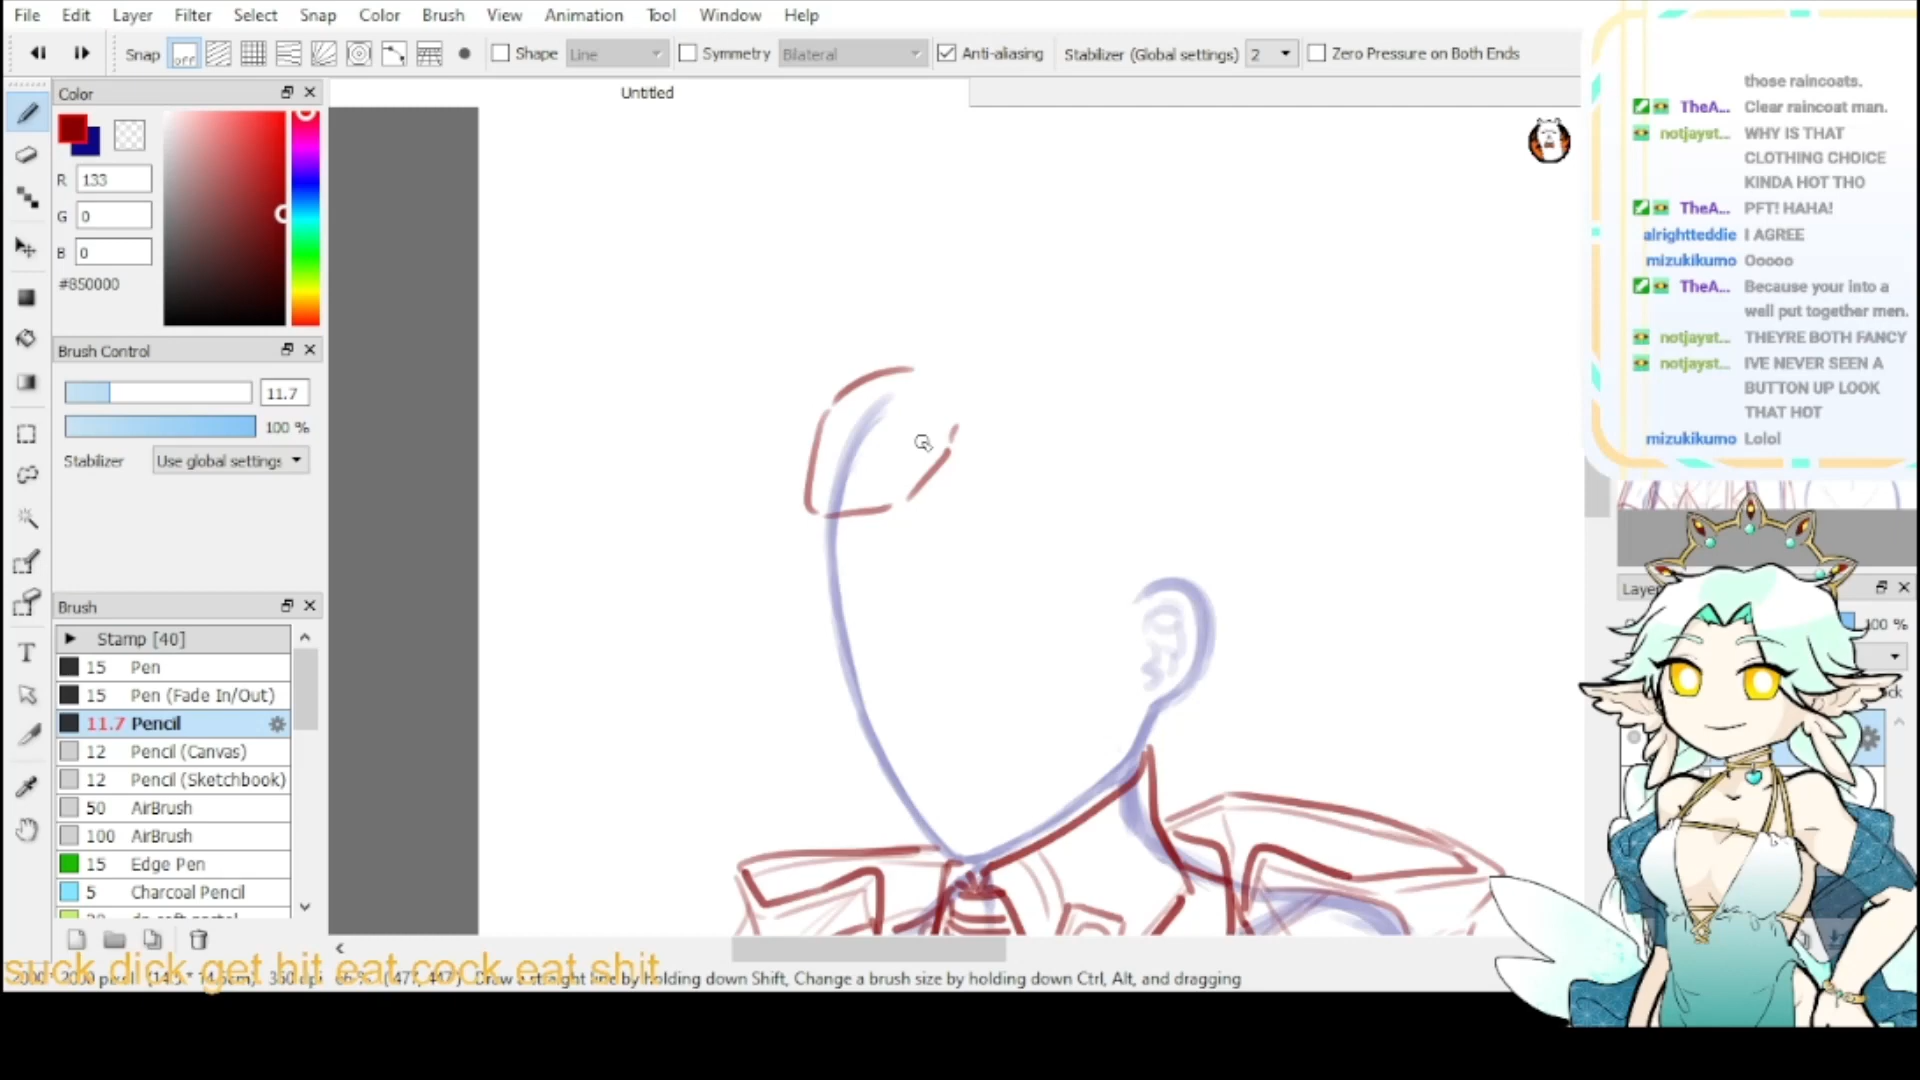 File Edit Layer Filter Select Snap Color Brush View Animation Tool Window Help
Snap off Shape Line Symmetry Bilateral Anti-aliasing Stabilizer (Global settings) 2 Zero Pressure on Both Ends
Color
Untitled
R 133
G 0
B 0
#850000
Brush Control
11.7
100 %
Stabilizer Use global settings
Brush
Stamp [40]
15 Pen
15 Pen (Fade In/Out)
11.7 Pencil
12 Pencil (Canvas)
12 Pencil (Sketchbook)
50 AirBrush
100 AirBrush
15 Edge Pen
5 Charcoal Pencil
suck dick get hit eat cock eat shit
Draw a straight line by holding down Shift, Change a brush size by holding down Ctrl, Alt, and dragging
those raincoats.
TheA... Clear raincoat man.
notjayst... WHY IS THAT
CLOTHING CHOICE
KINDA HOT THO
TheA... PFT! HAHA!
alrightteddie I AGREE
mizukikumo Ooooo
TheA... Because your into a
well put together men.
notjayst... THEYRE BOTH FANCY
notjayst... IVE NEVER SEEN A
BUTTON UP LOOK
THAT HOT
mizukikumo Lolol
Layer
100 %